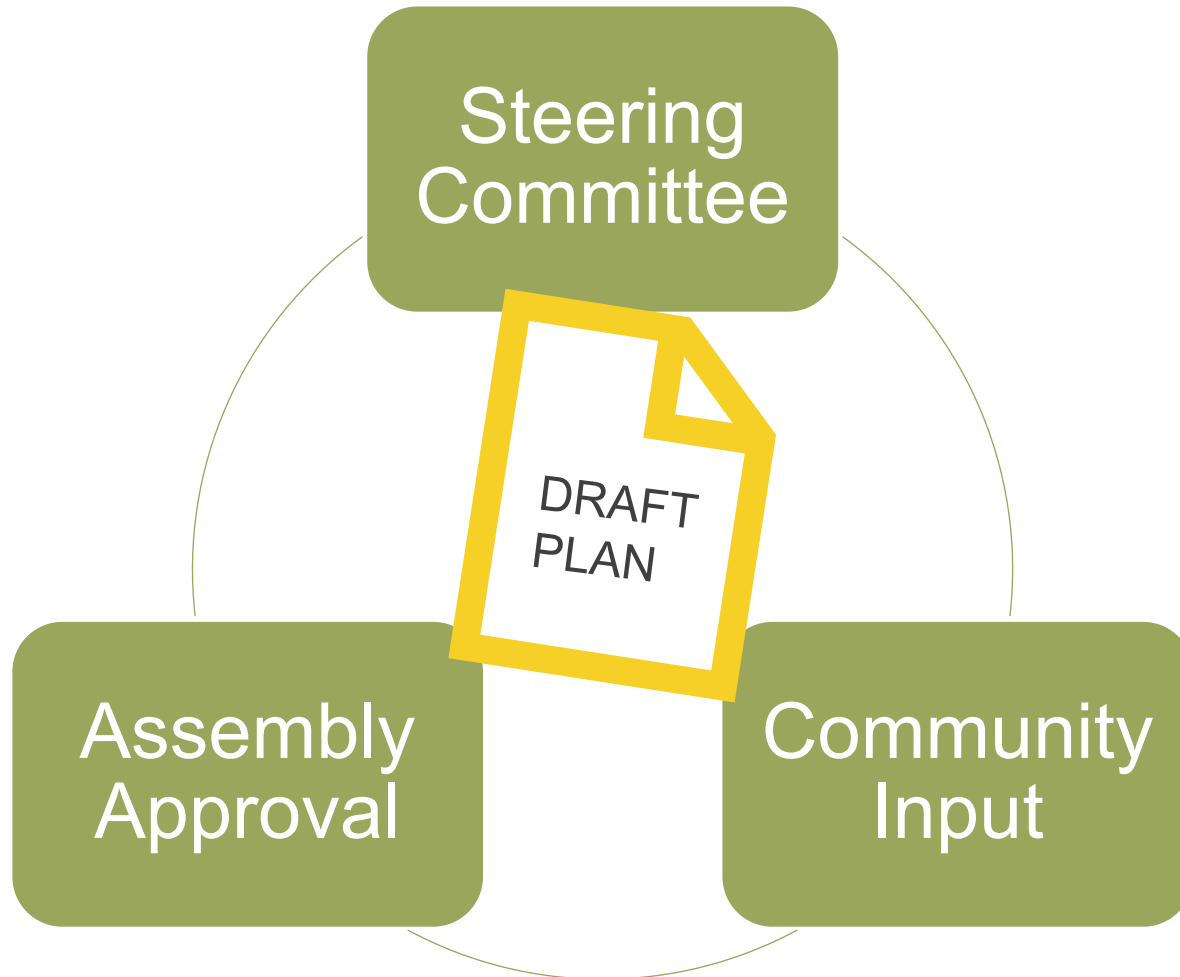 Steering
Committee
DRAFT
PLAN
Assembly
Approval
Community
Input